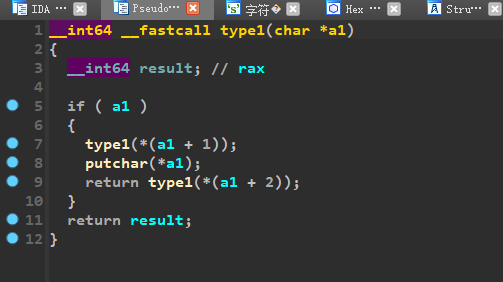 IDA ⋯ Pseudo⋯ 字符� Hex ⋯ Stru⋯
1 __int64 __fastcall type1(char *a1)
2 {
3   __int64 result; // rax
4
5   if ( a1 )
6   {
7     type1(*(a1 + 1));
8     putchar(*a1);
9     return type1(*(a1 + 2));
10   }
11   return result;
12 }